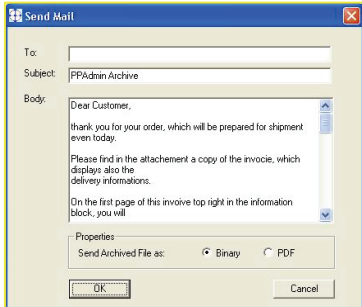 Send Mail
To:
Subject: PPAdmin Archive
Body: Dear Customer,
thank you for your order, which will be prepared for shipment
even today.
Please find in the attachement a copy of the invocie, which
displays also the
delivery informations.
On the first page of this invoive top right in the information
block, you will
Properties
Send Archived File as: Binary PDF
OK Cancel